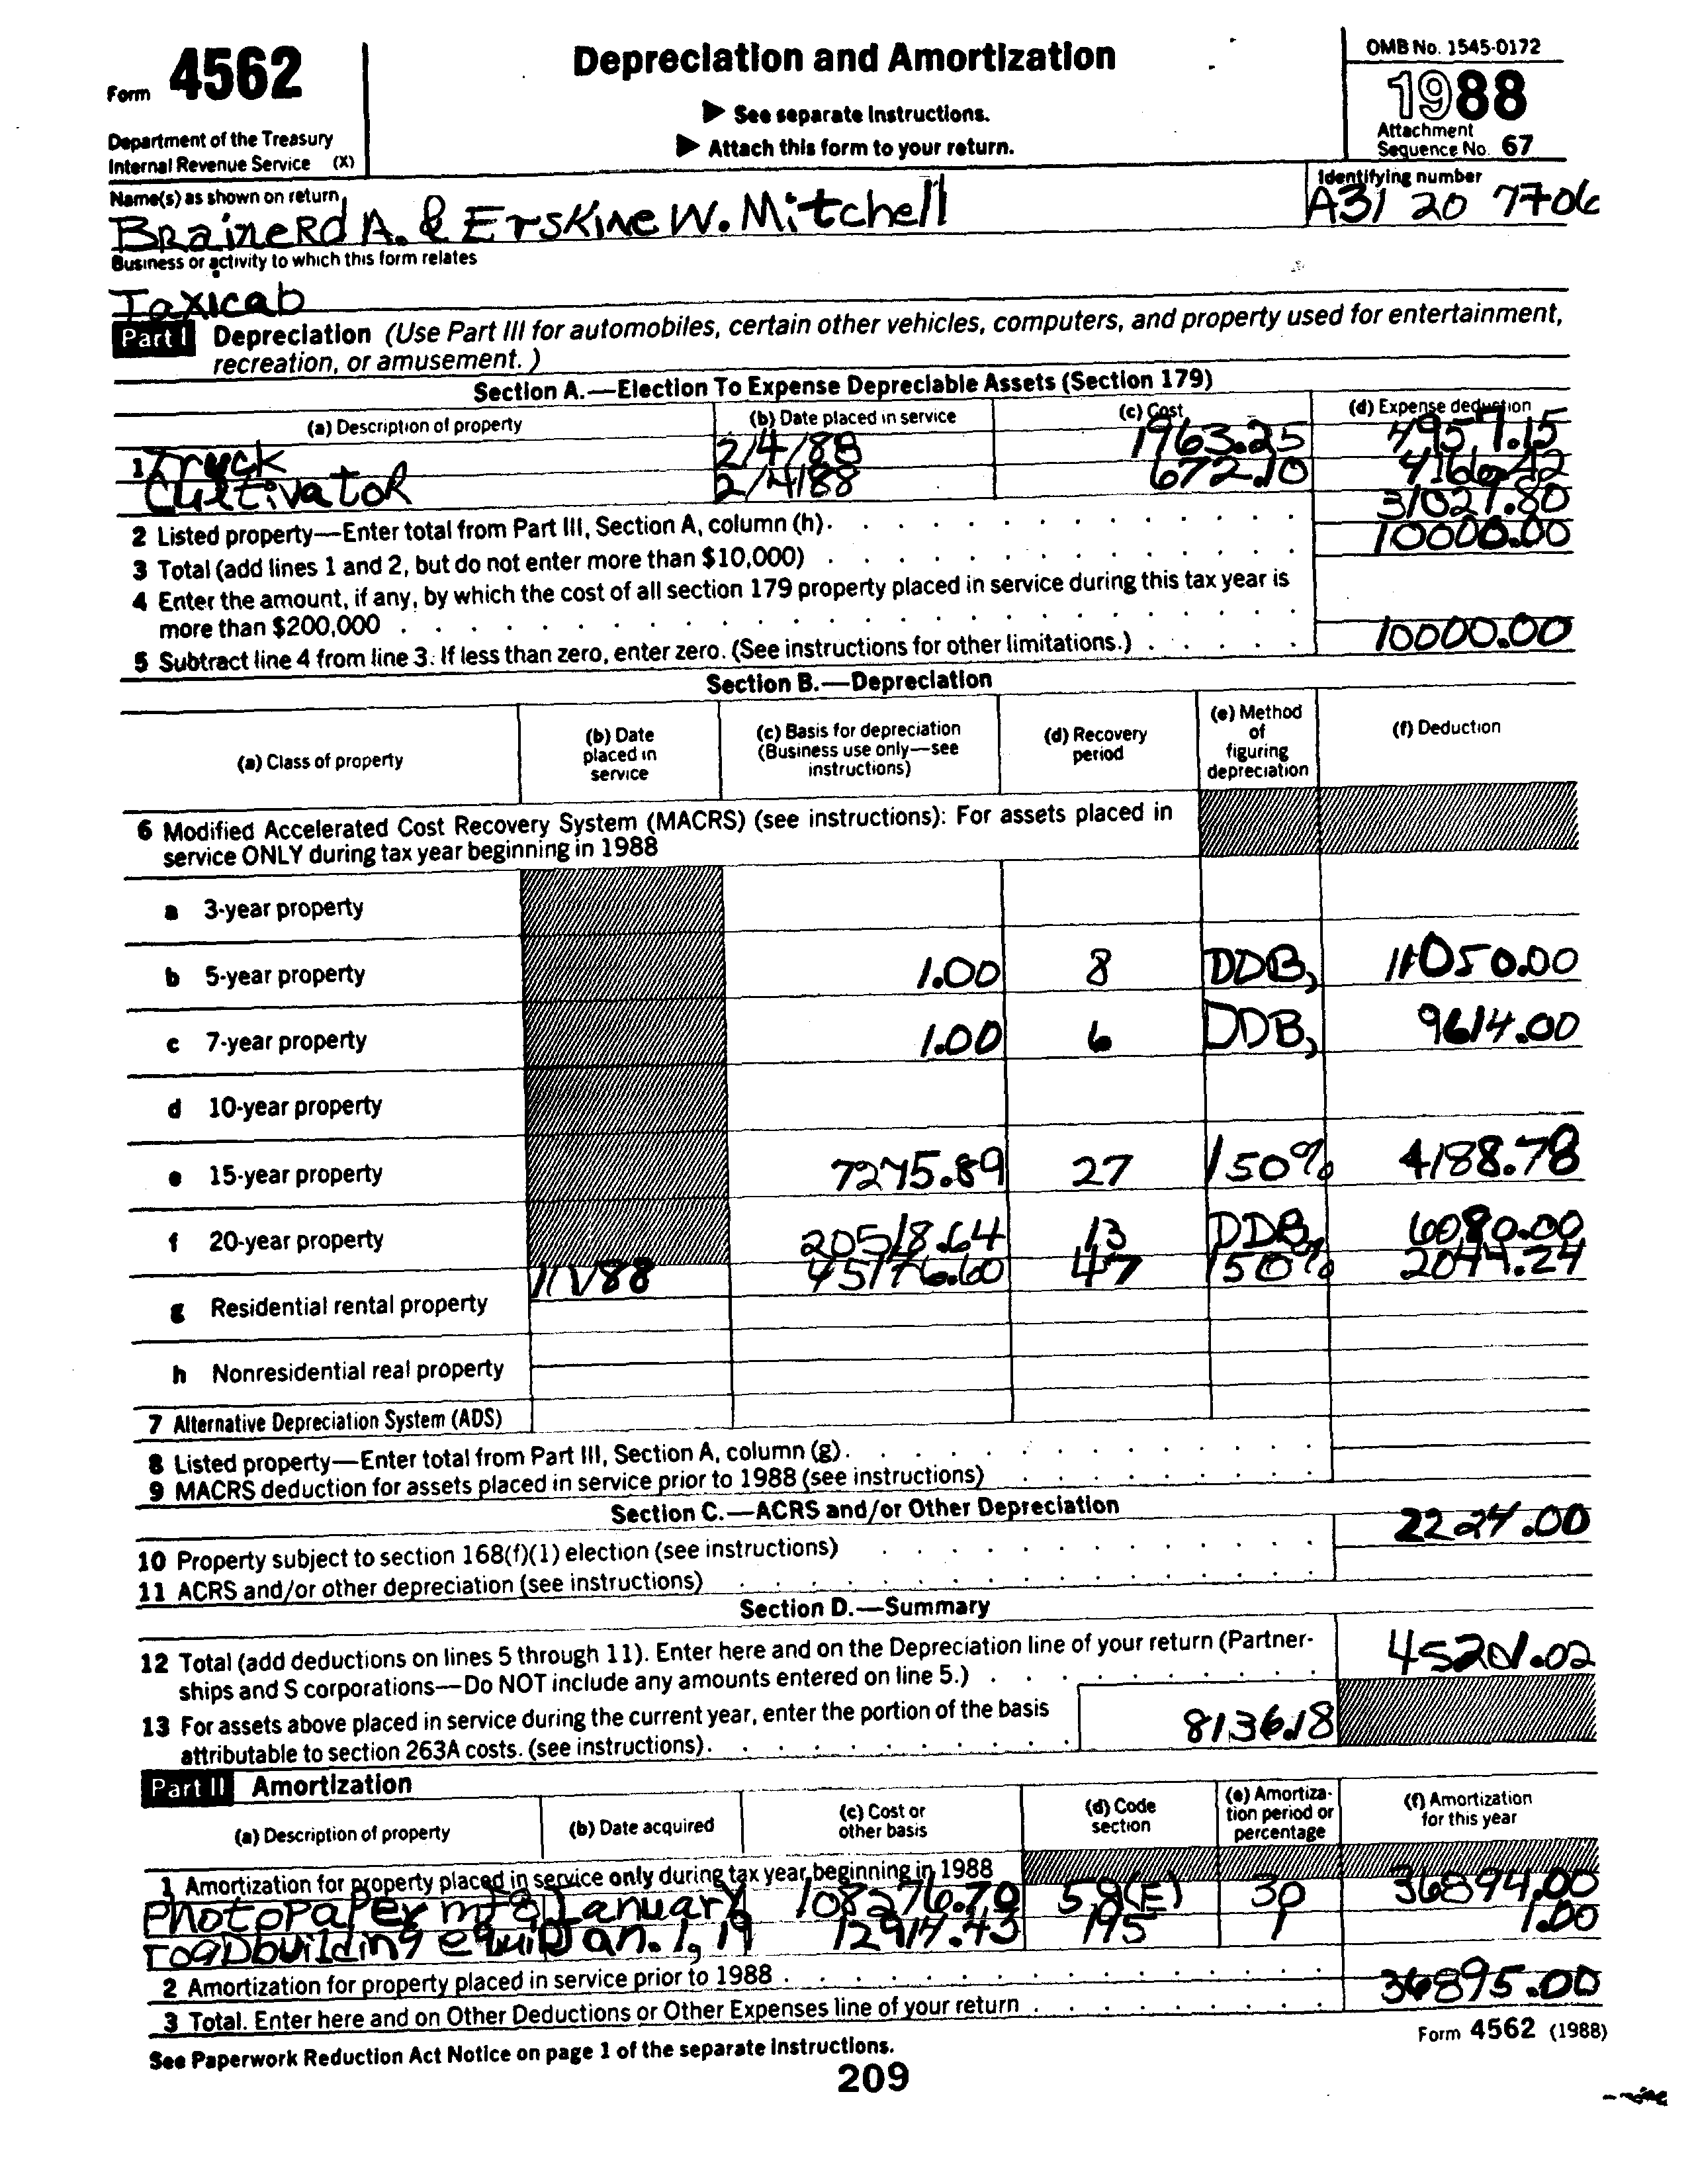 Form 4562
Department of the Treasury
Internal Revenue Service (X)
Depreciation and Amortization
▶ See separate Instructions.
▶ Attach this form to your return.
OMB No. 1545-0172
1988
Attachment
Sequence No. 67
Name(s) as shown on return
Brainerd A. & Erskine W. Mitchell
Identifying number
A31 20 7706
Business or activity to which this form relates
Taxicab
Part I Depreciation (Use Part III for automobiles, certain other vehicles, computers, and property used for entertainment,
recreation, or amusement.)
Section A.—Election To Expense Depreciable Assets (Section 179)
(a) Description of property (b) Date placed in service (c) Cost (d) Expense deduction
1 Truck 2/4/88 1963.25 4957.15
Cultivator 2/4/88 672.10 4166.42
2 Listed property—Enter total from Part III, Section A, column (h) 31021.80
3 Total (add lines 1 and 2, but do not enter more than $10,000) 10000.00
4 Enter the amount, if any, by which the cost of all section 179 property placed in service during this tax year is
more than $200,000
5 Subtract line 4 from line 3. If less than zero, enter zero. (See instructions for other limitations.) 10000.00
Section B.—Depreciation
(a) Class of property (b) Date placed in service (c) Basis for depreciation (Business use only—see instructions) (d) Recovery period (e) Method of figuring depreciation (f) Deduction
6 Modified Accelerated Cost Recovery System (MACRS) (see instructions): For assets placed in
service ONLY during tax year beginning in 1988
a 3-year property
b 5-year property 1.00 8 DDB, 11050.00
c 7-year property 1.00 6 DDB, 9614.00
d 10-year property
e 15-year property 7275.89 27 150% 4188.78
f 20-year property 20518.64 13 DDB, 6080.00
45176.60 47 150% 2044.24
g Residential rental property
h Nonresidential real property
7 Alternative Depreciation System (ADS)
8 Listed property—Enter total from Part III, Section A, column (g)
9 MACRS deduction for assets placed in service prior to 1988 (see instructions)
Section C.—ACRS and/or Other Depreciation
10 Property subject to section 168(f)(1) election (see instructions) 2224.00
11 ACRS and/or other depreciation (see instructions)
Section D.—Summary
12 Total (add deductions on lines 5 through 11). Enter here and on the Depreciation line of your return (Partner-
ships and S corporations—Do NOT include any amounts entered on line 5.) 45201.02
13 For assets above placed in service during the current year, enter the portion of the basis
attributable to section 263A costs. (see instructions) 8136.18
Part II Amortization
(a) Description of property (b) Date acquired (c) Cost or other basis (d) Code section (e) Amortiza-tion period or percentage (f) Amortization for this year
1 Amortization for property placed in service only during tax year beginning in 1988
Photopaper mfg January 108276.70 58(E) 30 36894.00
roadbuilding equip Jan. 1, 19 12914.43 195 1 1.00
2 Amortization for property placed in service prior to 1988
3 Total. Enter here and on Other Deductions or Other Expenses line of your return 36895.00
See Paperwork Reduction Act Notice on page 1 of the separate instructions.
Form 4562 (1988)
209